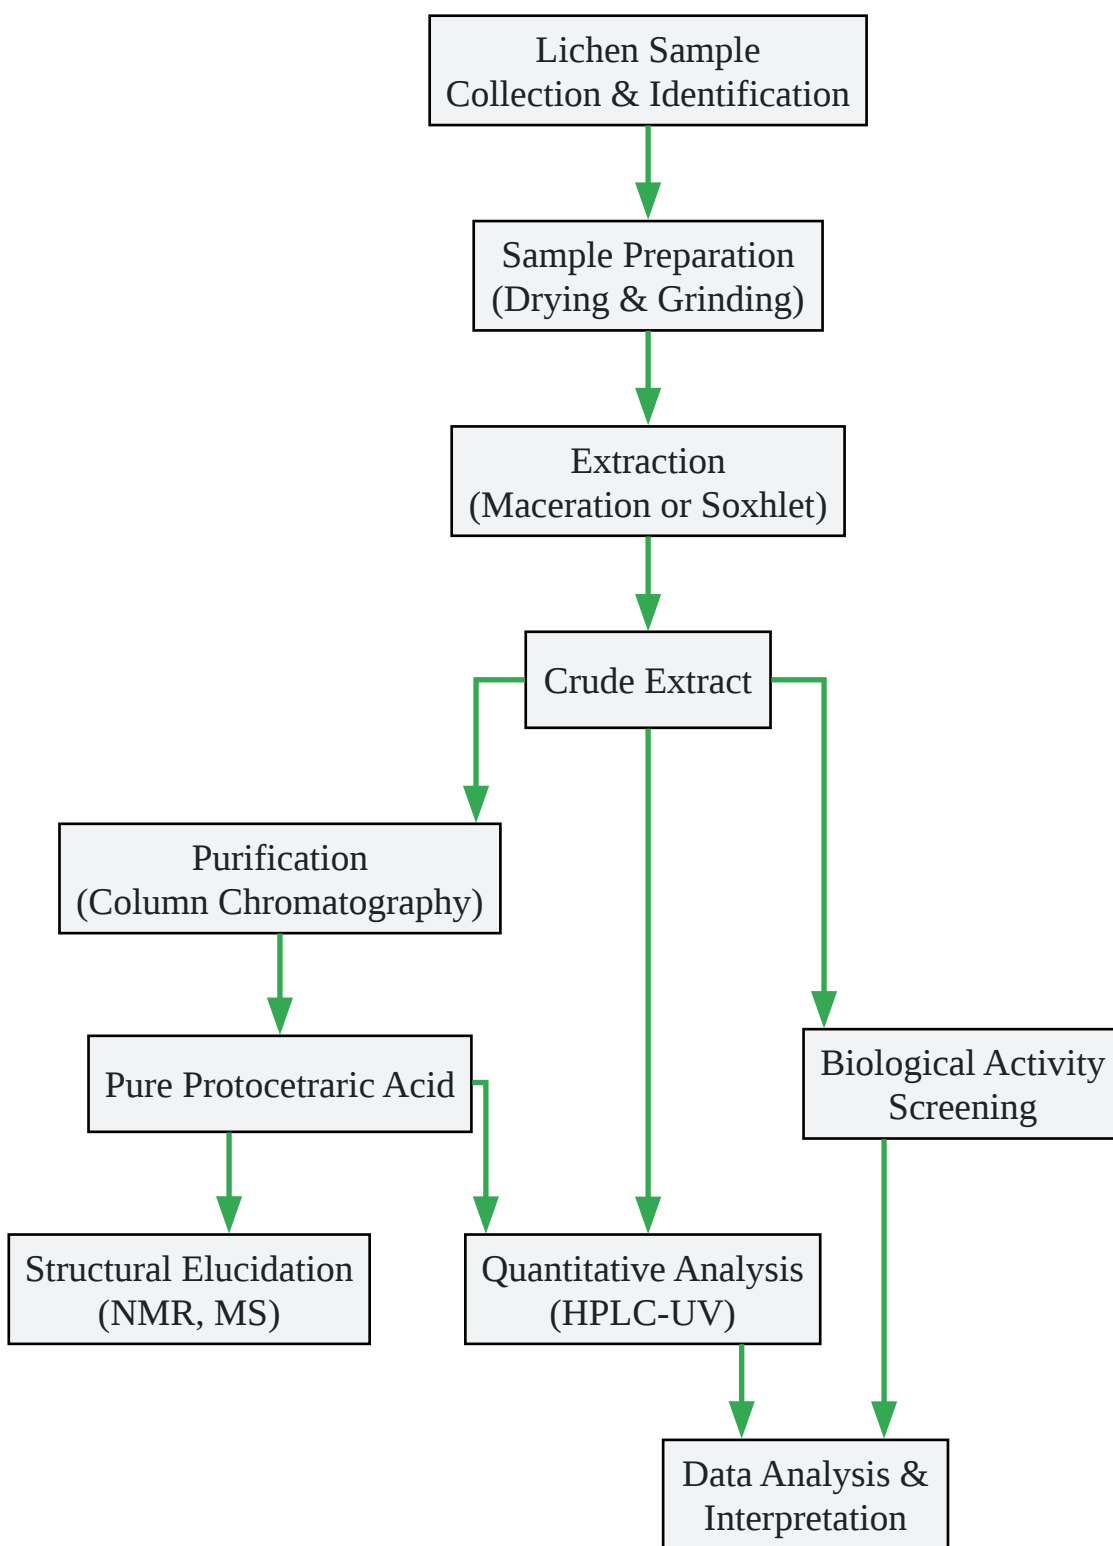 Lichen Sample
Collection & Identification
Sample Preparation
(Drying & Grinding)
Extraction
(Maceration or Soxhlet)
Crude Extract
Purification
(Column Chromatography)
Pure Protocetraric Acid
Biological Activity
Screening
Structural Elucidation
(NMR, MS)
Quantitative Analysis
(HPLC-UV)
Data Analysis &
Interpretation